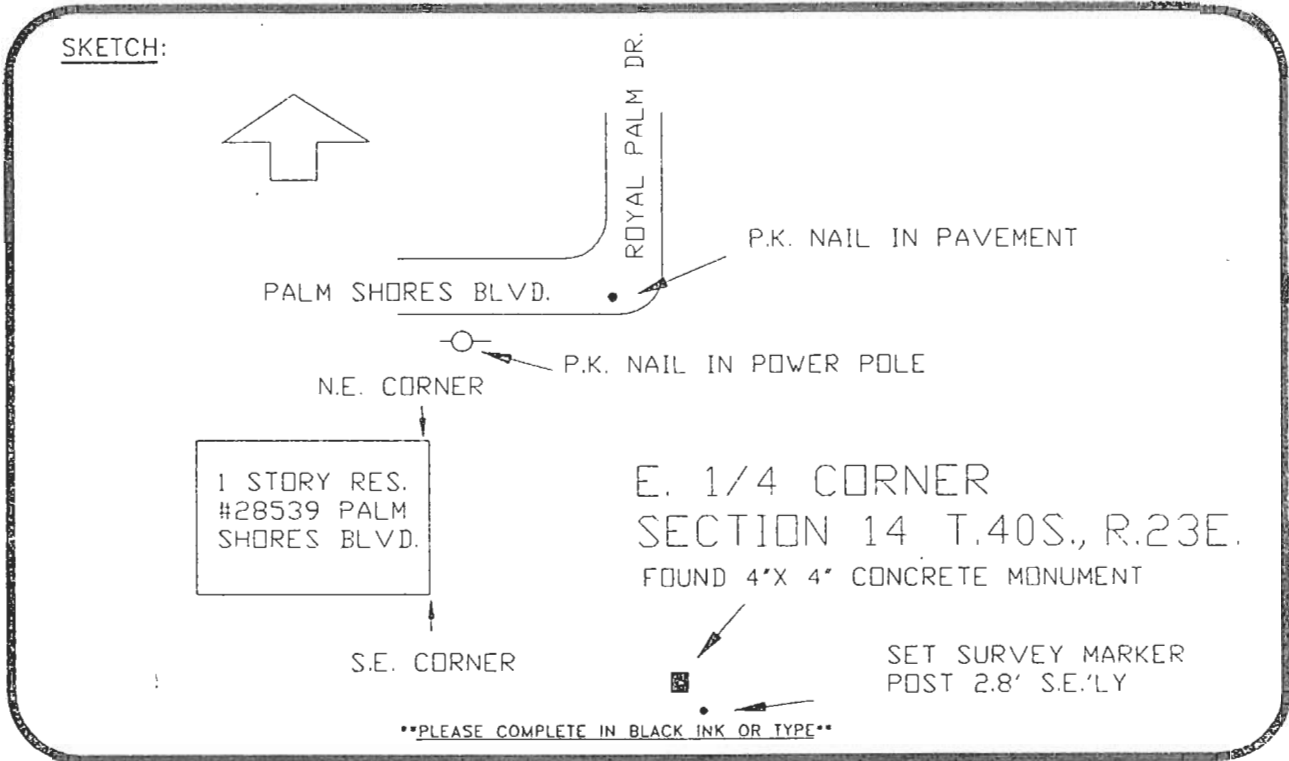 SKETCH:
ROYAL PALM DR.
P.K. NAIL IN PAVEMENT
PALM SHORES BLVD.
P.K. NAIL IN POWER POLE
N.E. CORNER
1 STORY RES.
#28539 PALM
SHORES BLVD.
E. 1/4 CORNER
SECTION 14 T.40S., R.23E.
FOUND 4"X 4" CONCRETE MONUMENT
S.E. CORNER
SET SURVEY MARKER
POST 2.8' S.E.'LY
**PLEASE COMPLETE IN BLACK INK OR TYPE**